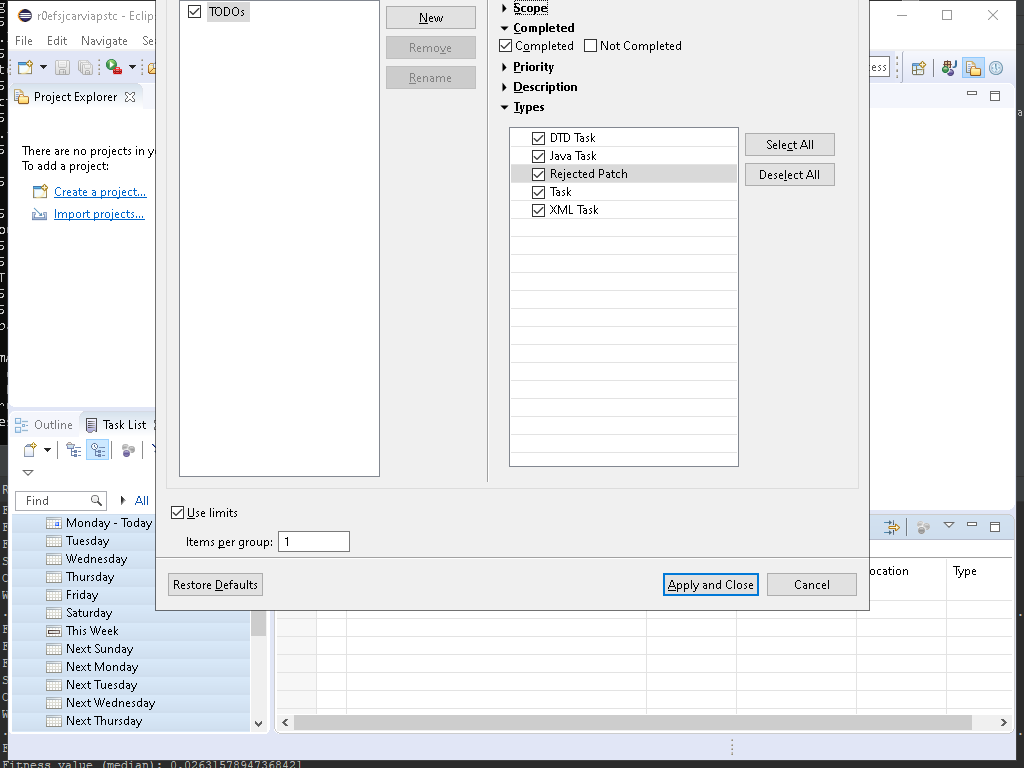 r0efsjcarviapstc - Eclip
File Edit Navigate Se
ess
Project Explorer
There are no projects in y
To add a project:
Create a project...
Import projects...
TODOs
New
Remove
Rename
Scope
Completed
Completed Not Completed
Priority
Description
Types
DTD Task
Java Task
Rejected Patch
Task
XML Task
Select All
Deselect All
Outline Task List
Find All
Monday - Today
Tuesday
Wednesday
Thursday
Friday
Saturday
This Week
Next Sunday
Next Monday
Next Tuesday
Next Wednesday
Next Thursday
Use limits
Items per group: 1
Restore Defaults Apply and Close Cancel
ocation Type
Fitness value (median): 0.02631578947368421